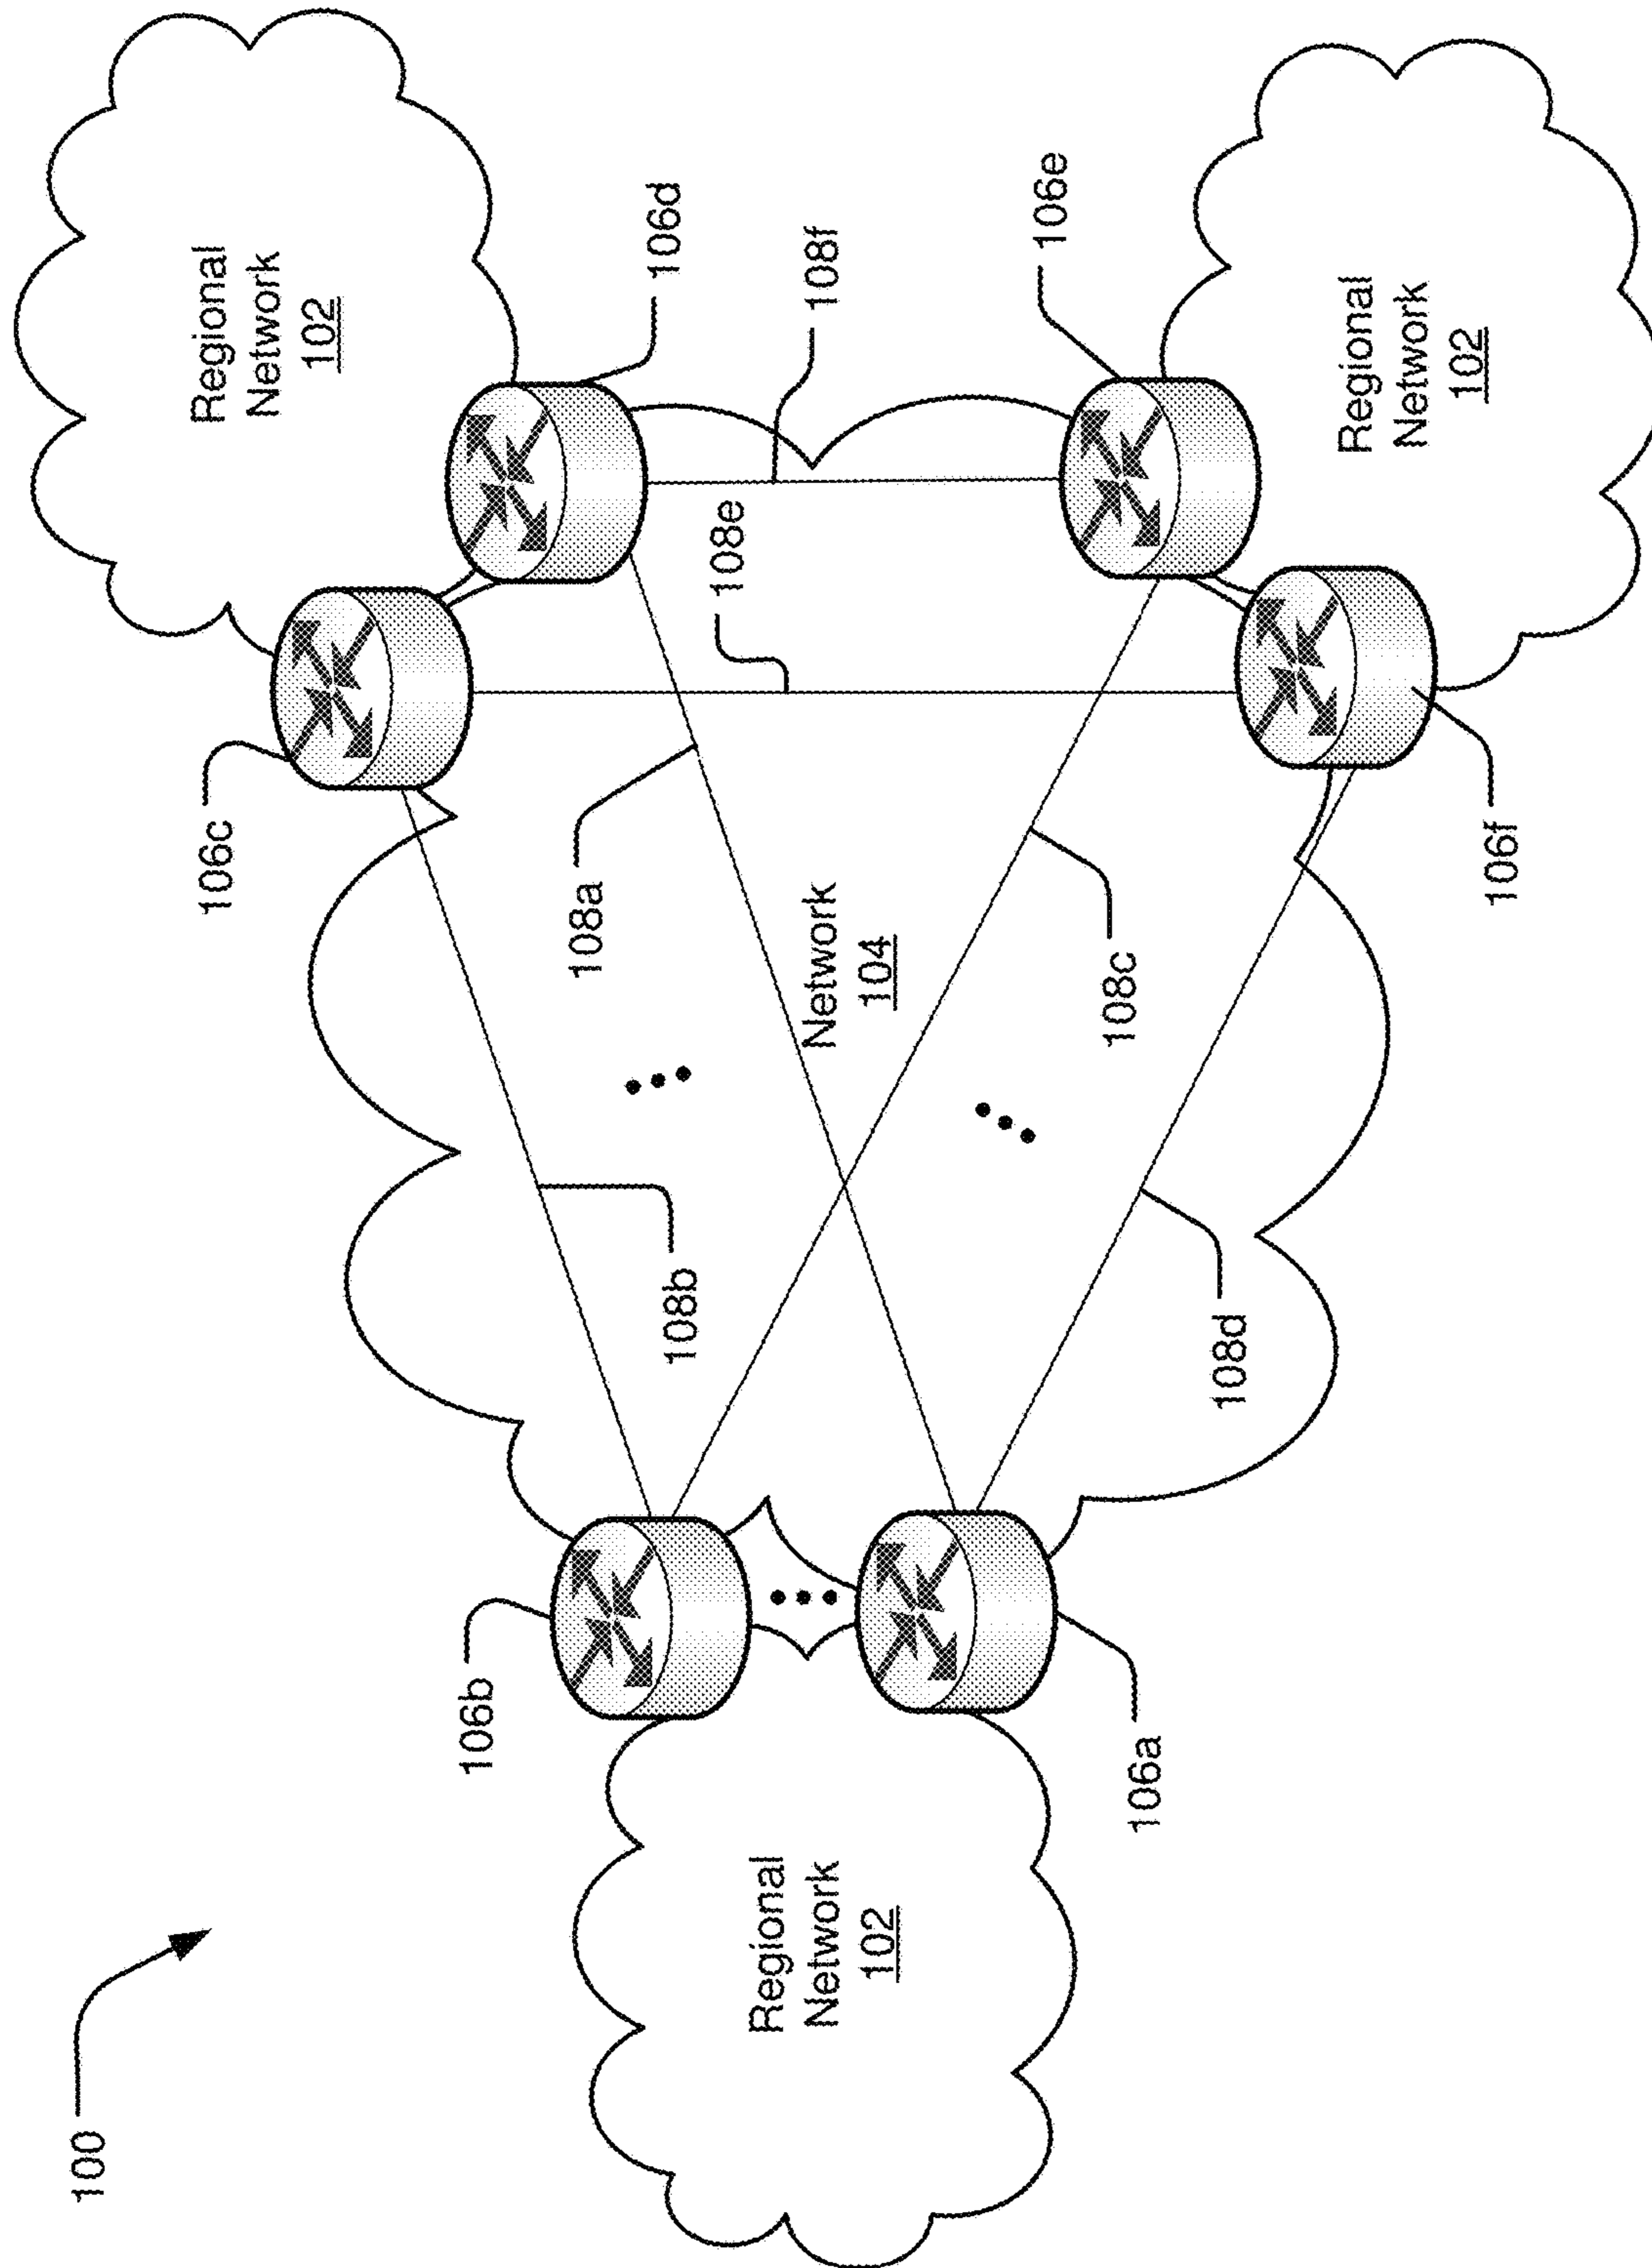 100
Regional
Network
102
106c
106d
108e
108f
108a
108b
Network
104
106b
106e
108c
106a
108d
106f
Regional
Network
102
Regional
Network
102